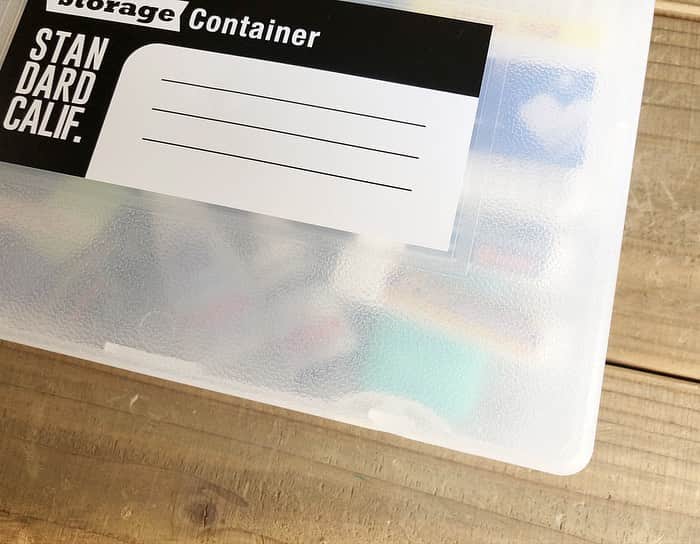 Storage Container
STAN
DARD
CALIF.